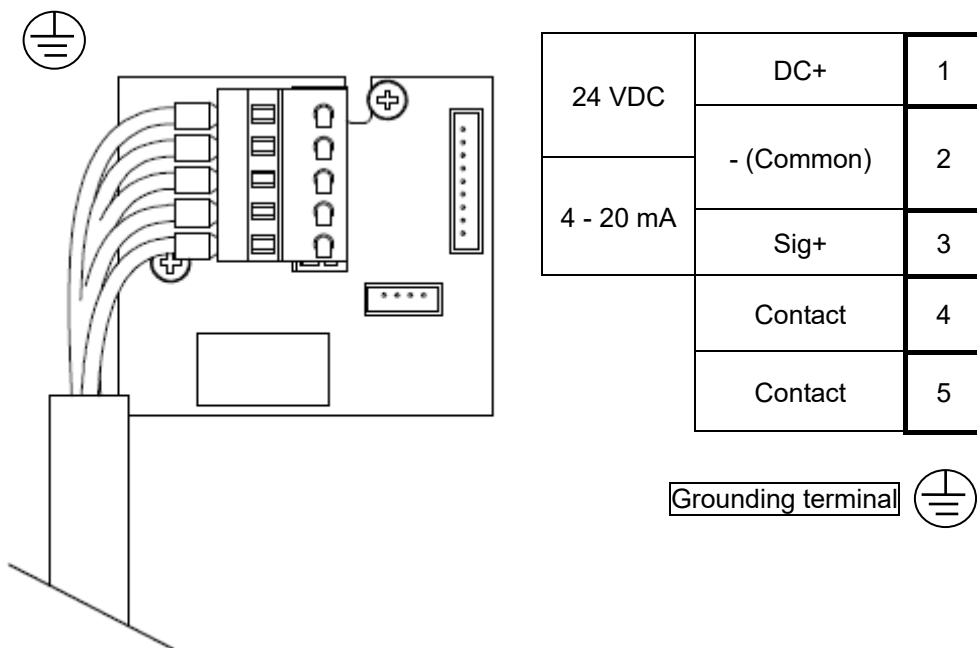 24 VDC
DC+
1
- (Common)
2
4 - 20 mA
Sig+
3
Contact
4
Contact
5
Grounding terminal